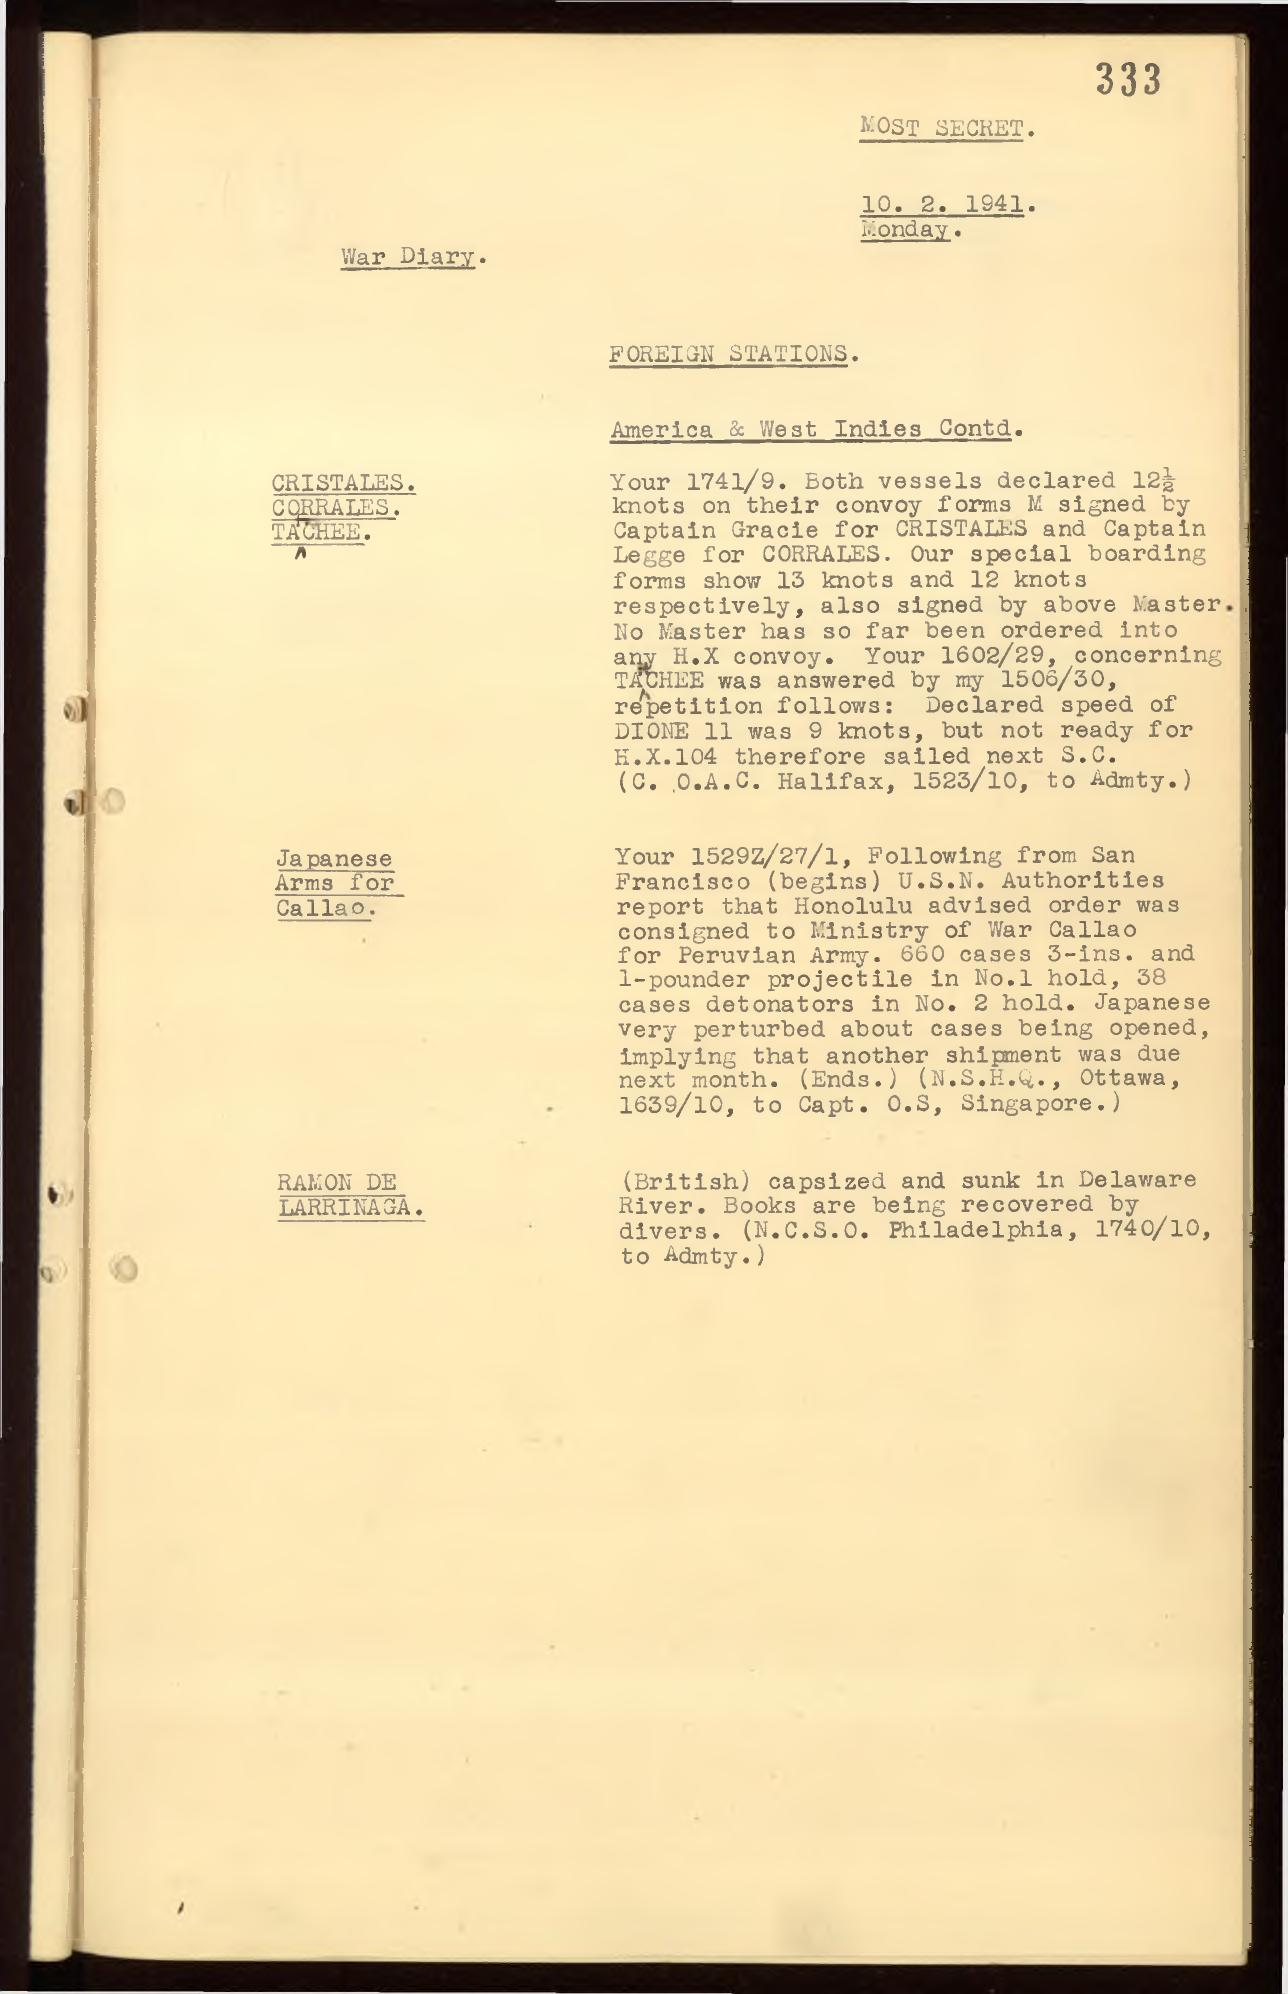 333
MOST SECRET.
10. 2. 1941.
Monday.
War Diary.
FOREIGN STATIONS.
America & West Indies Contd.
CRISTALES.
CORRALES.
TACHEE.
Your 1741/9. Both vessels declared 12½
knots on their convoy forms M signed by
Captain Gracie for CRISTALES and Captain
Legge for CORRALES. Our special boarding
forms show 13 knots and 12 knots
respectively, also signed by above Master.
No Master has so far been ordered into
any H.X convoy. Your 1602/29, concerning
TACHEE was answered by my 1506/30,
repetition follows: Declared speed of
DIONE 11 was 9 knots, but not ready for
H.X.104 therefore sailed next S.C.
(C. O.A.C. Halifax, 1523/10, to Admty.)
Japanese
Arms for
Callao.
Your 1529Z/27/1, Following from San
Francisco (begins) U.S.N. Authorities
report that Honolulu advised order was
consigned to Ministry of War Callao
for Peruvian Army. 660 cases 3-ins. and
1-pounder projectile in No.1 hold, 38
cases detonators in No. 2 hold. Japanese
very perturbed about cases being opened,
implying that another shipment was due
next month. (Ends.) (N.S.H.Q., Ottawa,
1639/10, to Capt. O.S, Singapore.)
RAMON DE
LARRINAGA.
(British) capsized and sunk in Delaware
River. Books are being recovered by
divers. (N.C.S.O. Philadelphia, 1740/10,
to Admty.)